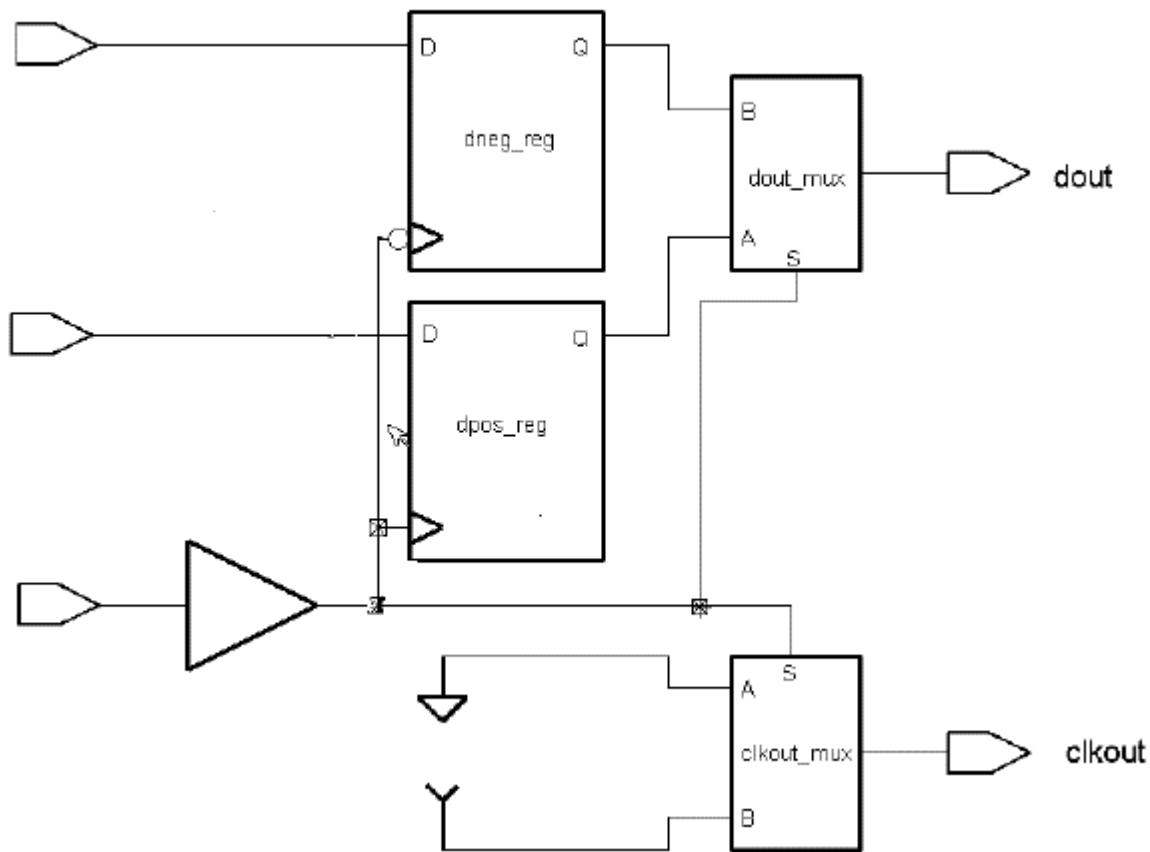 D Q
dneg_reg
B
dout_mux
dout
A
S
D Q
dpos_reg
S
A
clkout_mux
clkout
B